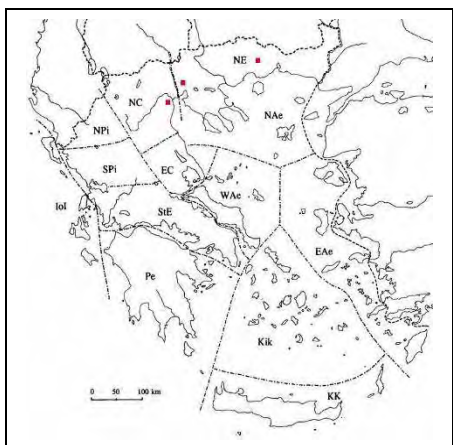 NE
NC
NAe
NPi
SPi
EC
WAe
IoI
StE
EAe
Pe
Kik
0 50 100 km
KK